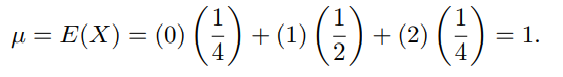 μ = E(X) = (0) (1/4) + (1) (1/2) + (2) (1/4) = 1.